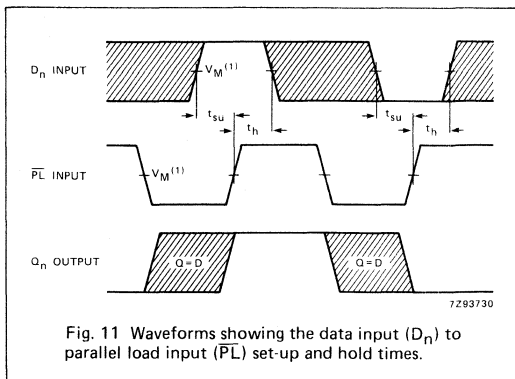 Dn INPUT
VM(1)
tsu
th
tsu
th
PL INPUT
VM(1)
Qn OUTPUT
Q=D
Q=D
7Z93730
Fig. 11 Waveforms showing the data input (Dn) to
parallel load input (PL) set-up and hold times.